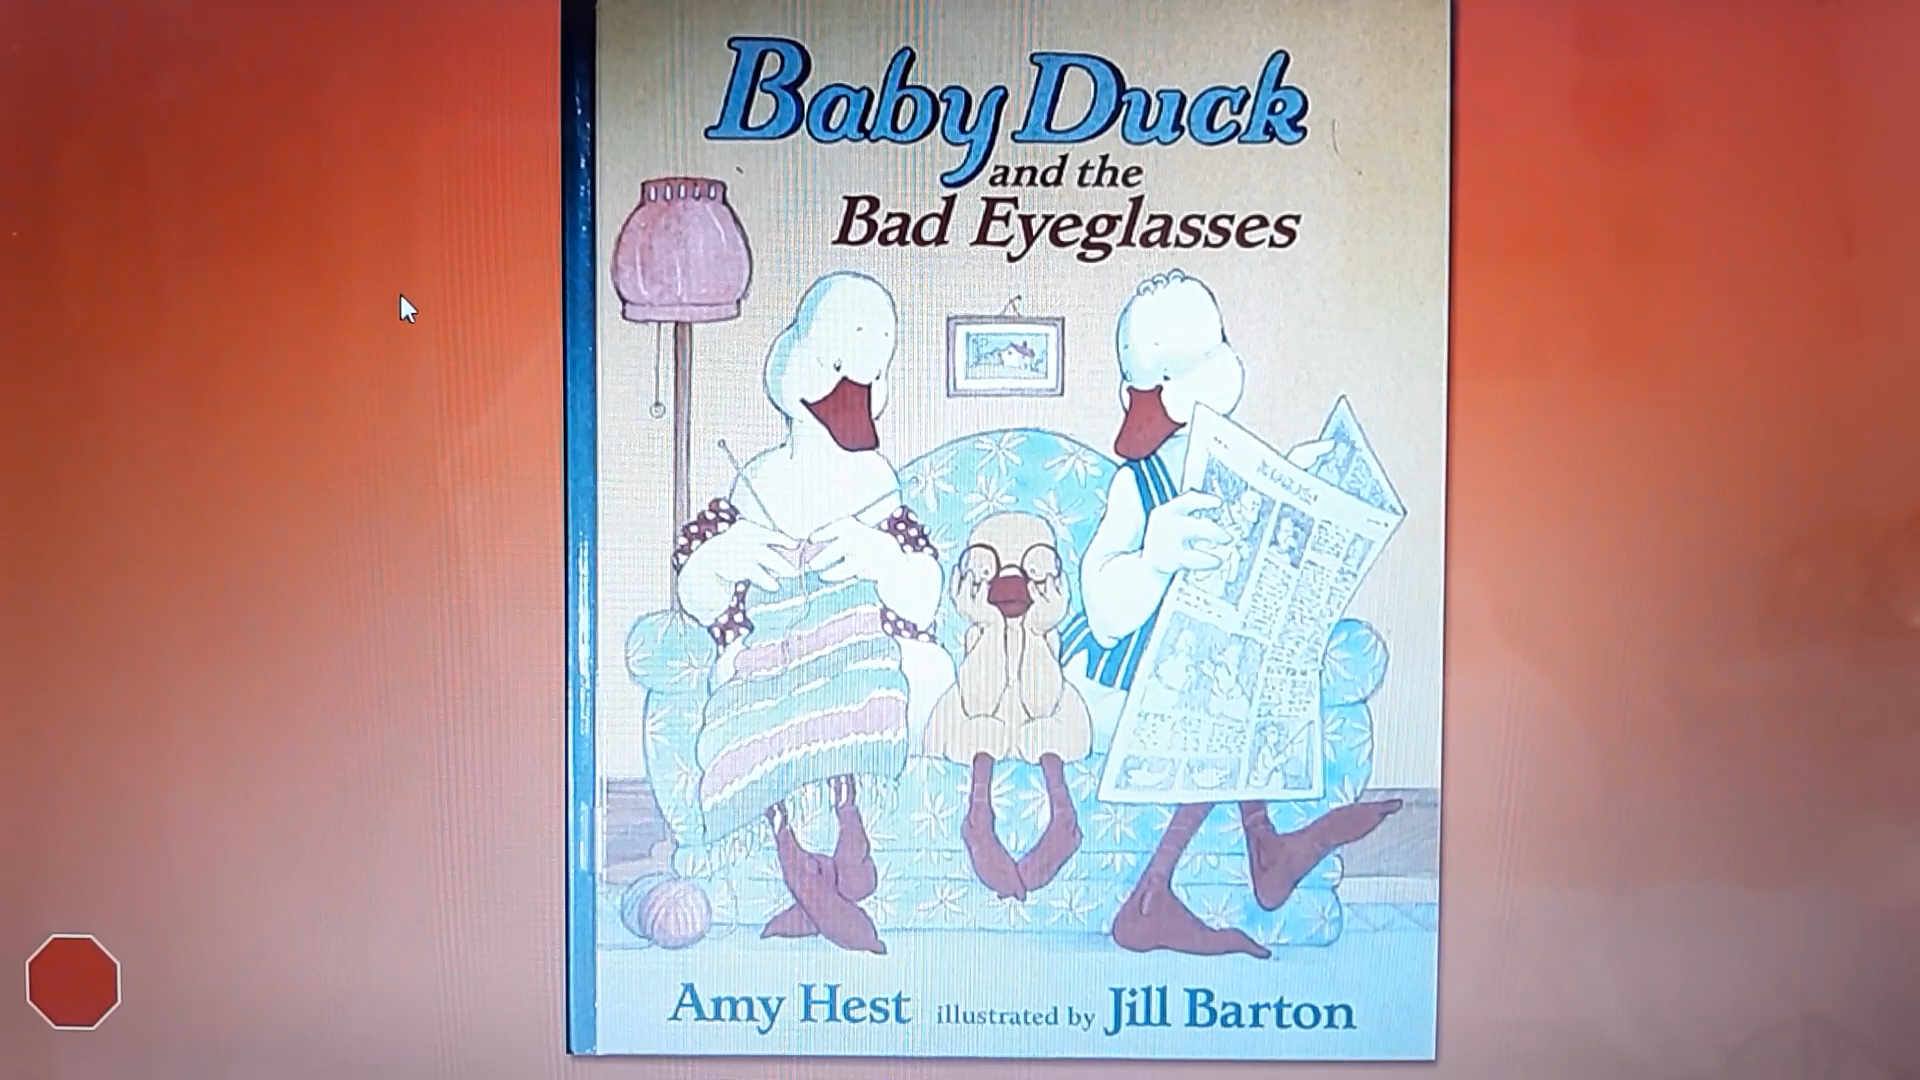 Baby Duck
and the
Bad Eyeglasses
Amy Hest illustrated by Jill Barton